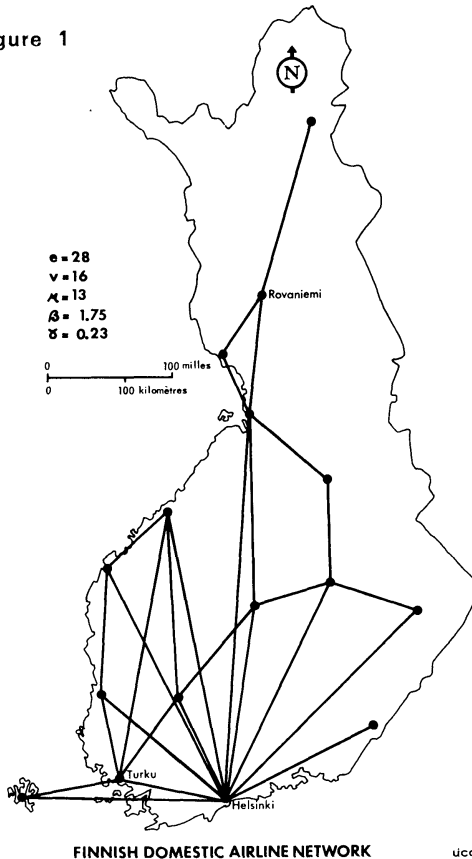 gure 1
N
Rovaniemi
e = 28
v = 16
μ = 13
β = 1.75
γ = 0.23
0 100 milles
0 100 kilomètres
Turku
Helsinki
FINNISH DOMESTIC AIRLINE NETWORK